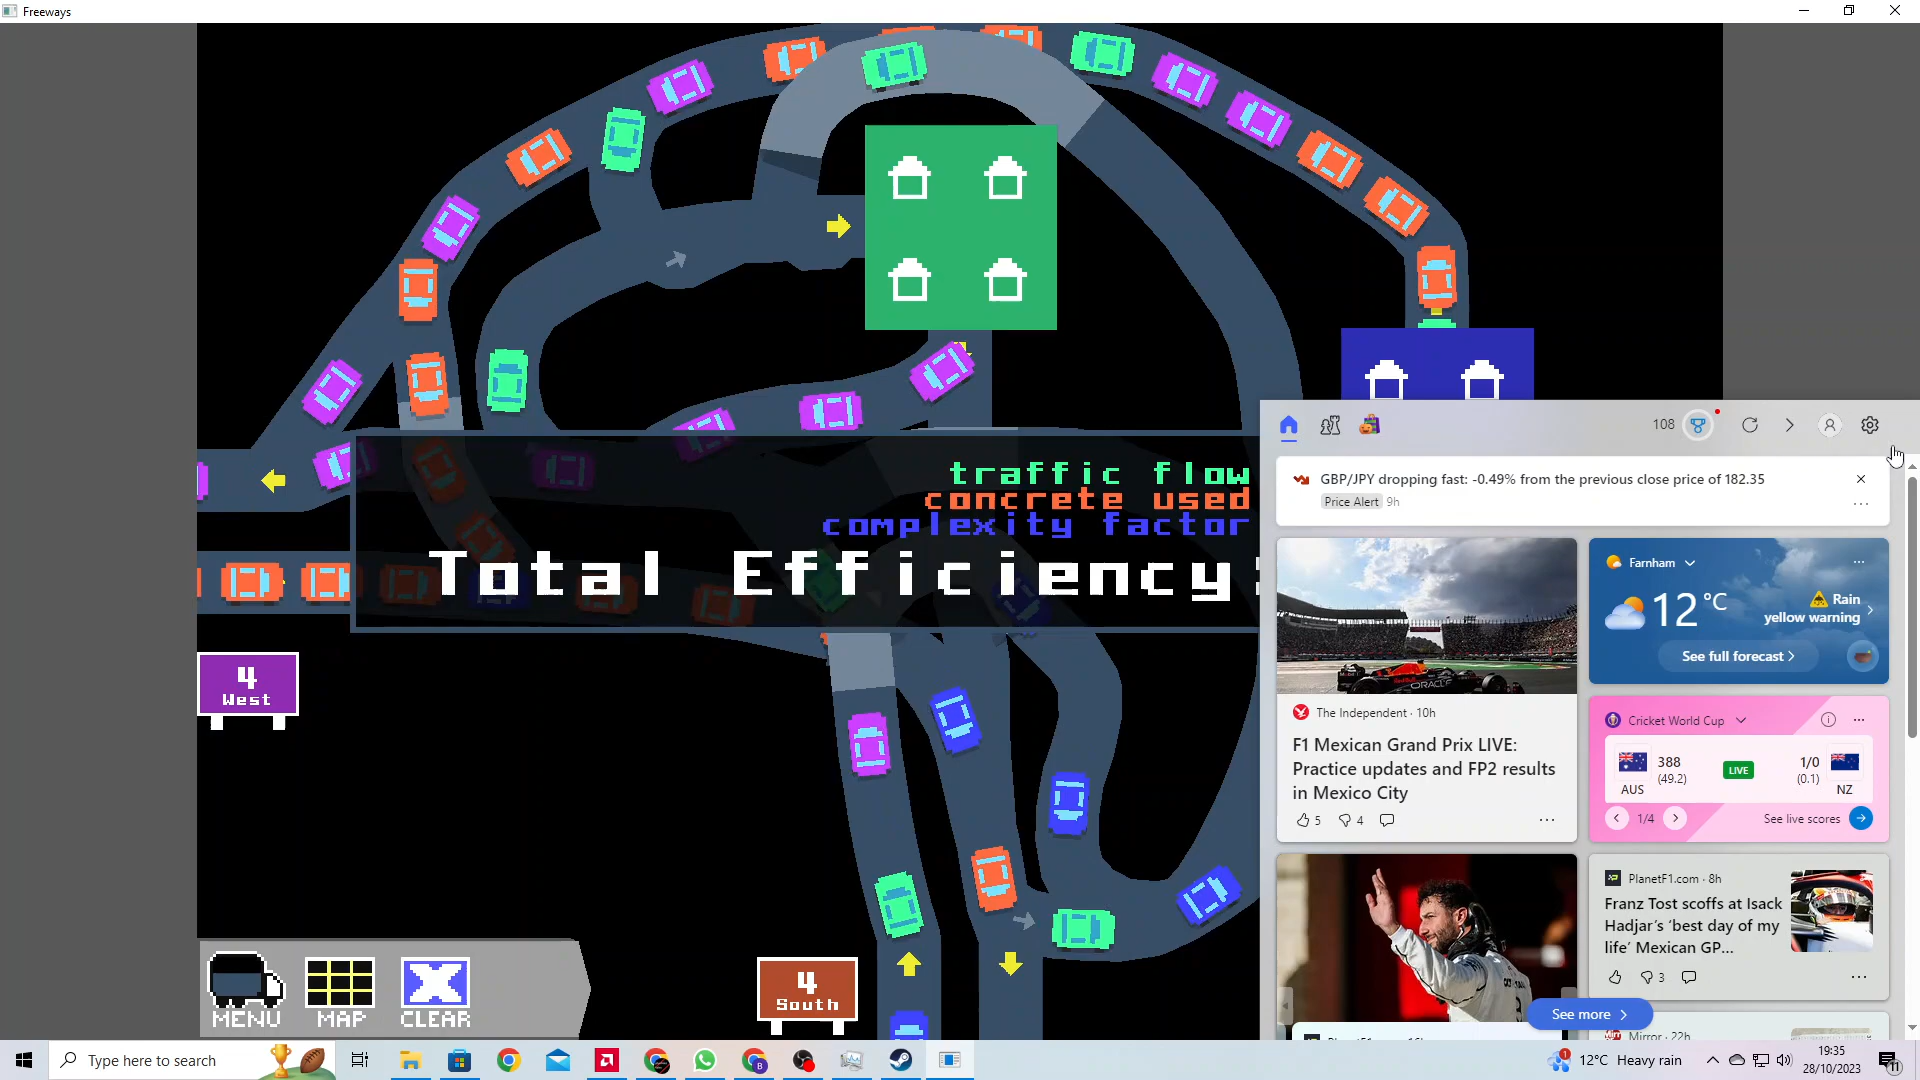 Freeways
traffic flow
concrete used
complexity factor
Total Efficiency:
4
West
4
South
MENU
MAP
CLEAR
108
GBP/JPY dropping fast: -0.49% from the previous close price of 182.35
Price Alert 9h
The Independent · 10h
F1 Mexican Grand Prix LIVE:
Practice updates and FP2 results
in Mexico City
5
4
Farnham
12 °C
Rain
yellow warning
See full forecast
Cricket World Cup
388
(49.2)
AUS
LIVE
1/0
(0.1)
NZ
1/4
See live scores
PlanetF1.com · 8h
Franz Tost scoffs at Isack
Hadjar's 'best day of my
life' Mexican GP...
3
See more
Mirror · 22h
Type here to search
1
12°C Heavy rain
19:35
28/10/2023
11